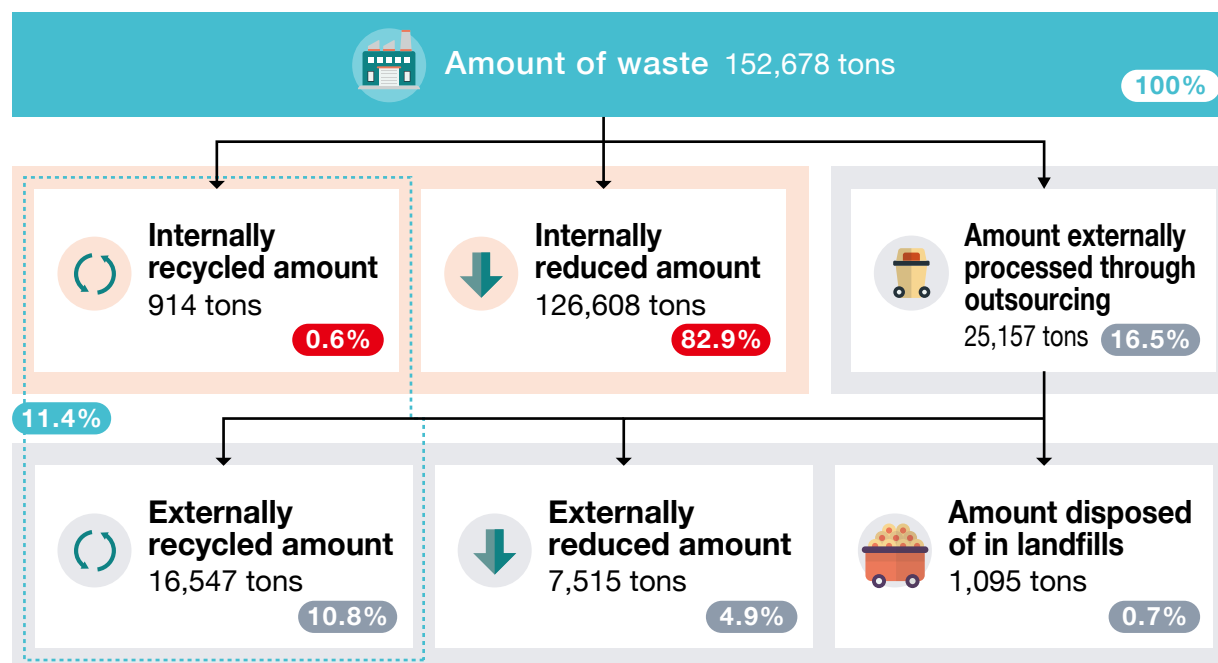 Amount of waste 152,678 tons
100%
Internally
recycled amount
914 tons
0.6%
Internally
reduced amount
126,608 tons
82.9%
Amount externally
processed through
outsourcing
25,157 tons 16.5%
11.4%
Externally
recycled amount
16,547 tons
10.8%
Externally
reduced amount
7,515 tons
4.9%
Amount disposed
of in landfills
1,095 tons
0.7%